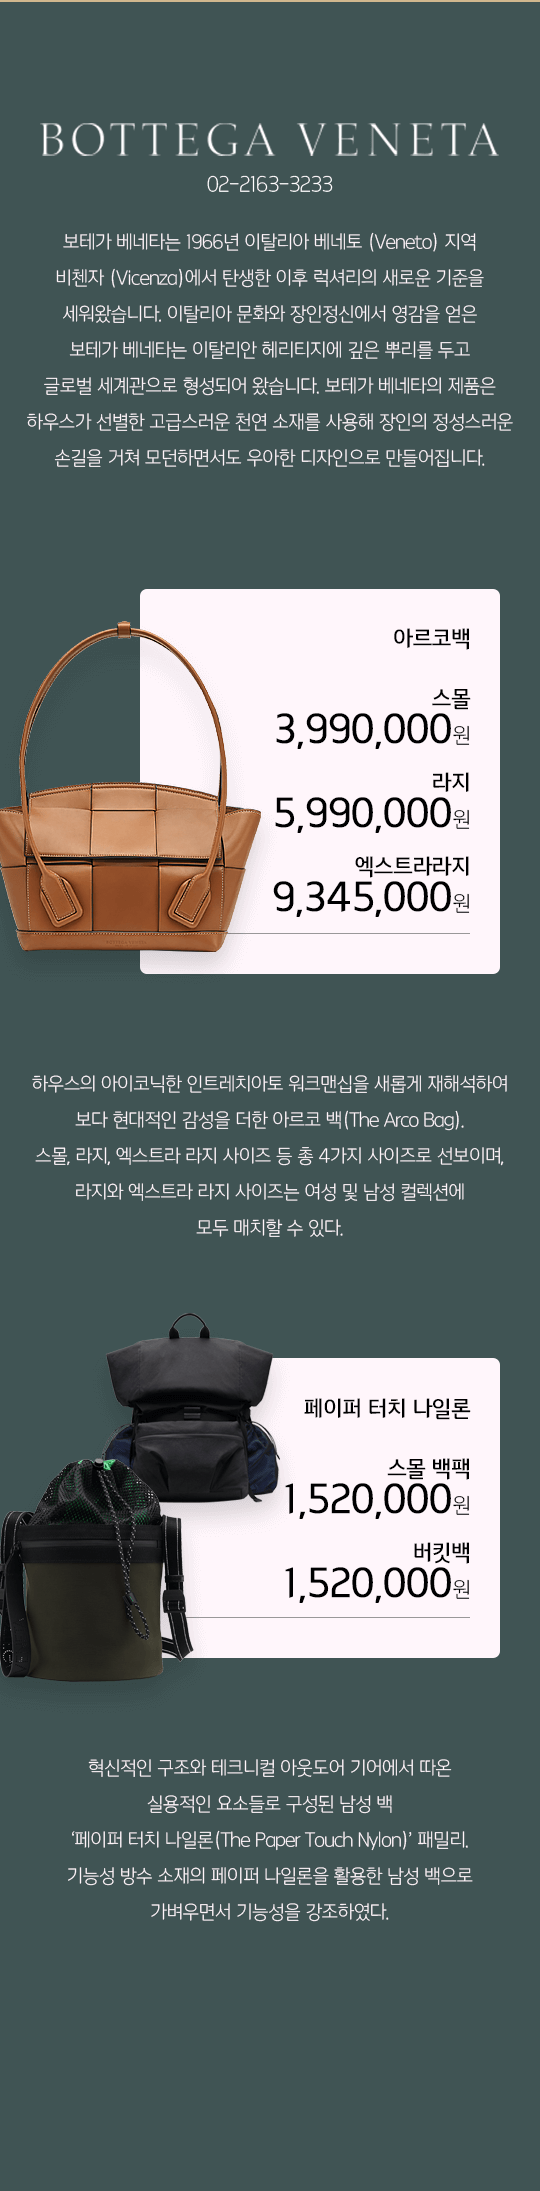 BOTTEGA VENETA
02-2163-3233
보테가 베네타는 1966년 이탈리아 베네토 (Veneto) 지역
비첸자 (Vicenza)에서 탄생한 이후 럭셔리의 새로운 기준을
세워왔습니다. 이탈리아 문화와 장인정신에서 영감을 얻은
보테가 베네타는 이탈리안 헤리티지에 깊은 뿌리를 두고
글로벌 세계관으로 형성되어 왔습니다. 보테가 베네타의 제품은
하우스가 선별한 고급스러운 천연 소재를 사용해 장인의 정성스러운
손길을 거쳐 모던하면서도 우아한 디자인으로 만들어집니다.
아르코백
스몰
3,990,000원
라지
5,990,000원
엑스트라라지
9,345,000원
하우스의 아이코닉한 인트레치아토 워크맨십을 새롭게 재해석하여
보다 현대적인 감성을 더한 아르코 백(The Arco Bag).
스몰, 라지, 엑스트라 라지 사이즈 등 총 4가지 사이즈로 선보이며,
라지와 엑스트라 라지 사이즈는 여성 및 남성 컬렉션에
모두 매치할 수 있다.
페이퍼 터치 나일론
스몰 백팩
1,520,000원
버킷백
1,520,000원
혁신적인 구조와 테크니컬 아웃도어 기어에서 따온
실용적인 요소들로 구성된 남성 백
‘페이퍼 터치 나일론(The Paper Touch Nylon)’ 패밀리.
기능성 방수 소재의 페이퍼 나일론을 활용한 남성 백으로
가벼우면서 기능성을 강조하였다.